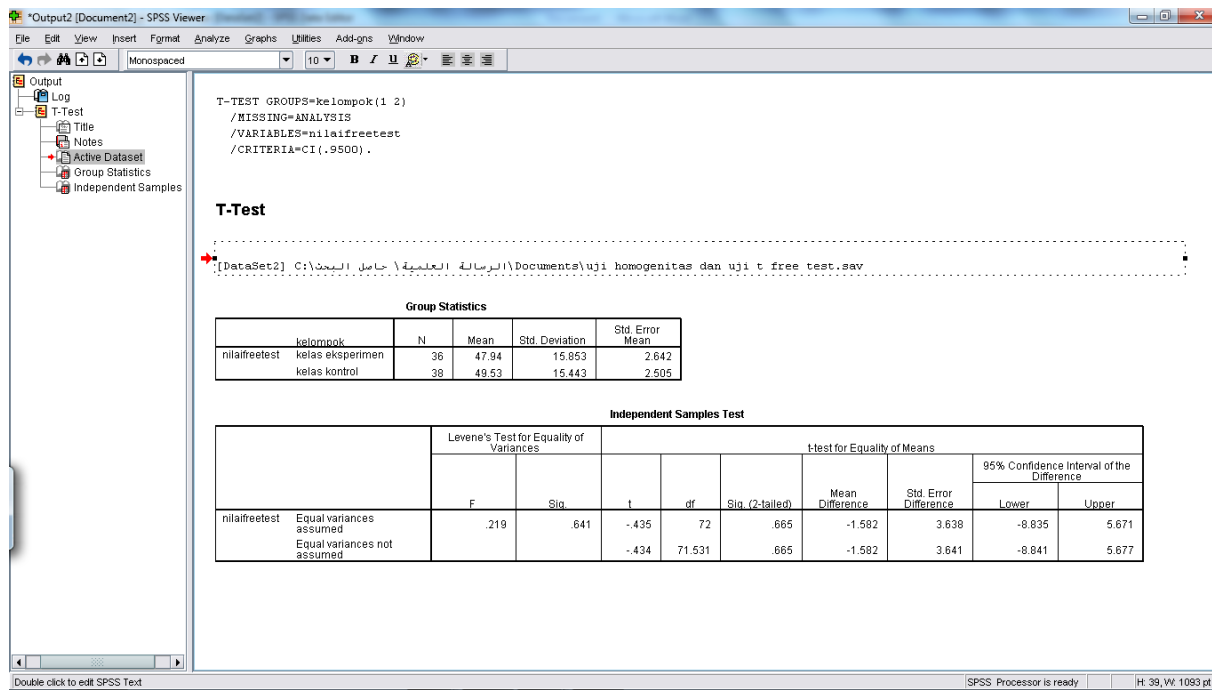 *Output2 [Document2] - SPSS Viewer
File Edit View Insert Format Analyze Graphs Utilities Add-ons Window
Monospaced 10 B I U
Output
Log
T-Test
Title
Notes
Active Dataset
Group Statistics
Independent Samples
T-TEST GROUPS=kelompok(1 2)
/MISSING=ANALYSIS
/VARIABLES=nilaifreetest
/CRITERIA=CI(.9500).
T-Test
[DataSet2] C:\الرسالة العلمية\ حاصل البحث\Documents\uji homogenitas dan uji t free test.sav
Group Statistics
kelompok N Mean Std. Deviation Std. Error Mean
nilaifreetest kelas eksperimen 36 47.94 15.853 2.642
kelas kontrol 38 49.53 15.443 2.505
Independent Samples Test
Levene's Test for Equality of Variances t-test for Equality of Means
95% Confidence Interval of the Difference
F Sig. t df Sig. (2-tailed) Mean Difference Std. Error Difference Lower Upper
nilaifreetest Equal variances assumed .219 .641 -.435 72 .665 -1.582 3.638 -8.835 5.671
Equal variances not assumed -.434 71.531 .665 -1.582 3.641 -8.841 5.677
Double click to edit SPSS Text SPSS Processor is ready H: 39, W: 1093 pt